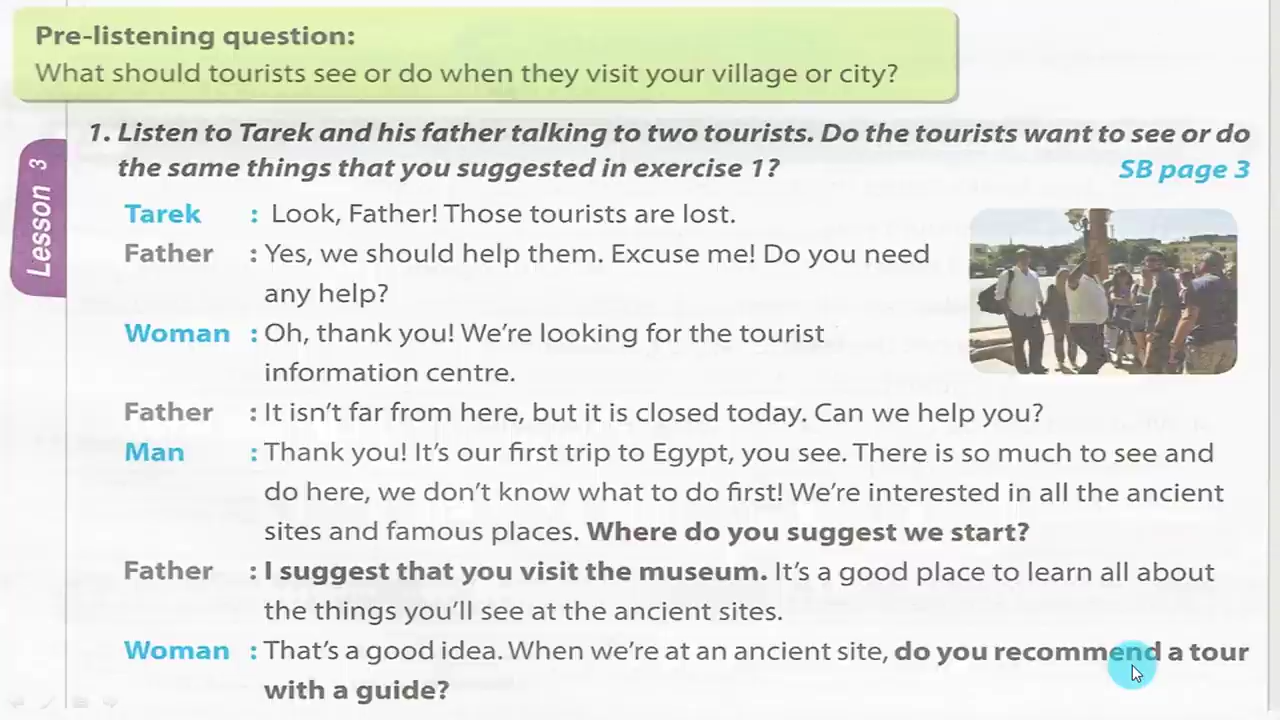 Pre-listening question:
What should tourists see or do when they visit your village or city?
1. Listen to Tarek and his father talking to two tourists. Do the tourists want to see or do
the same things that you suggested in exercise 1? SB page 3
Lesson 3
Tarek : Look, Father! Those tourists are lost.
Father : Yes, we should help them. Excuse me! Do you need
any help?
Woman : Oh, thank you! We're looking for the tourist
information centre.
Father : It isn't far from here, but it is closed today. Can we help you?
Man : Thank you! It's our first trip to Egypt, you see. There is so much to see and
do here, we don't know what to do first! We're interested in all the ancient
sites and famous places. Where do you suggest we start?
Father : I suggest that you visit the museum. It's a good place to learn all about
the things you'll see at the ancient sites.
Woman : That's a good idea. When we're at an ancient site, do you recommend a tour
with a guide?